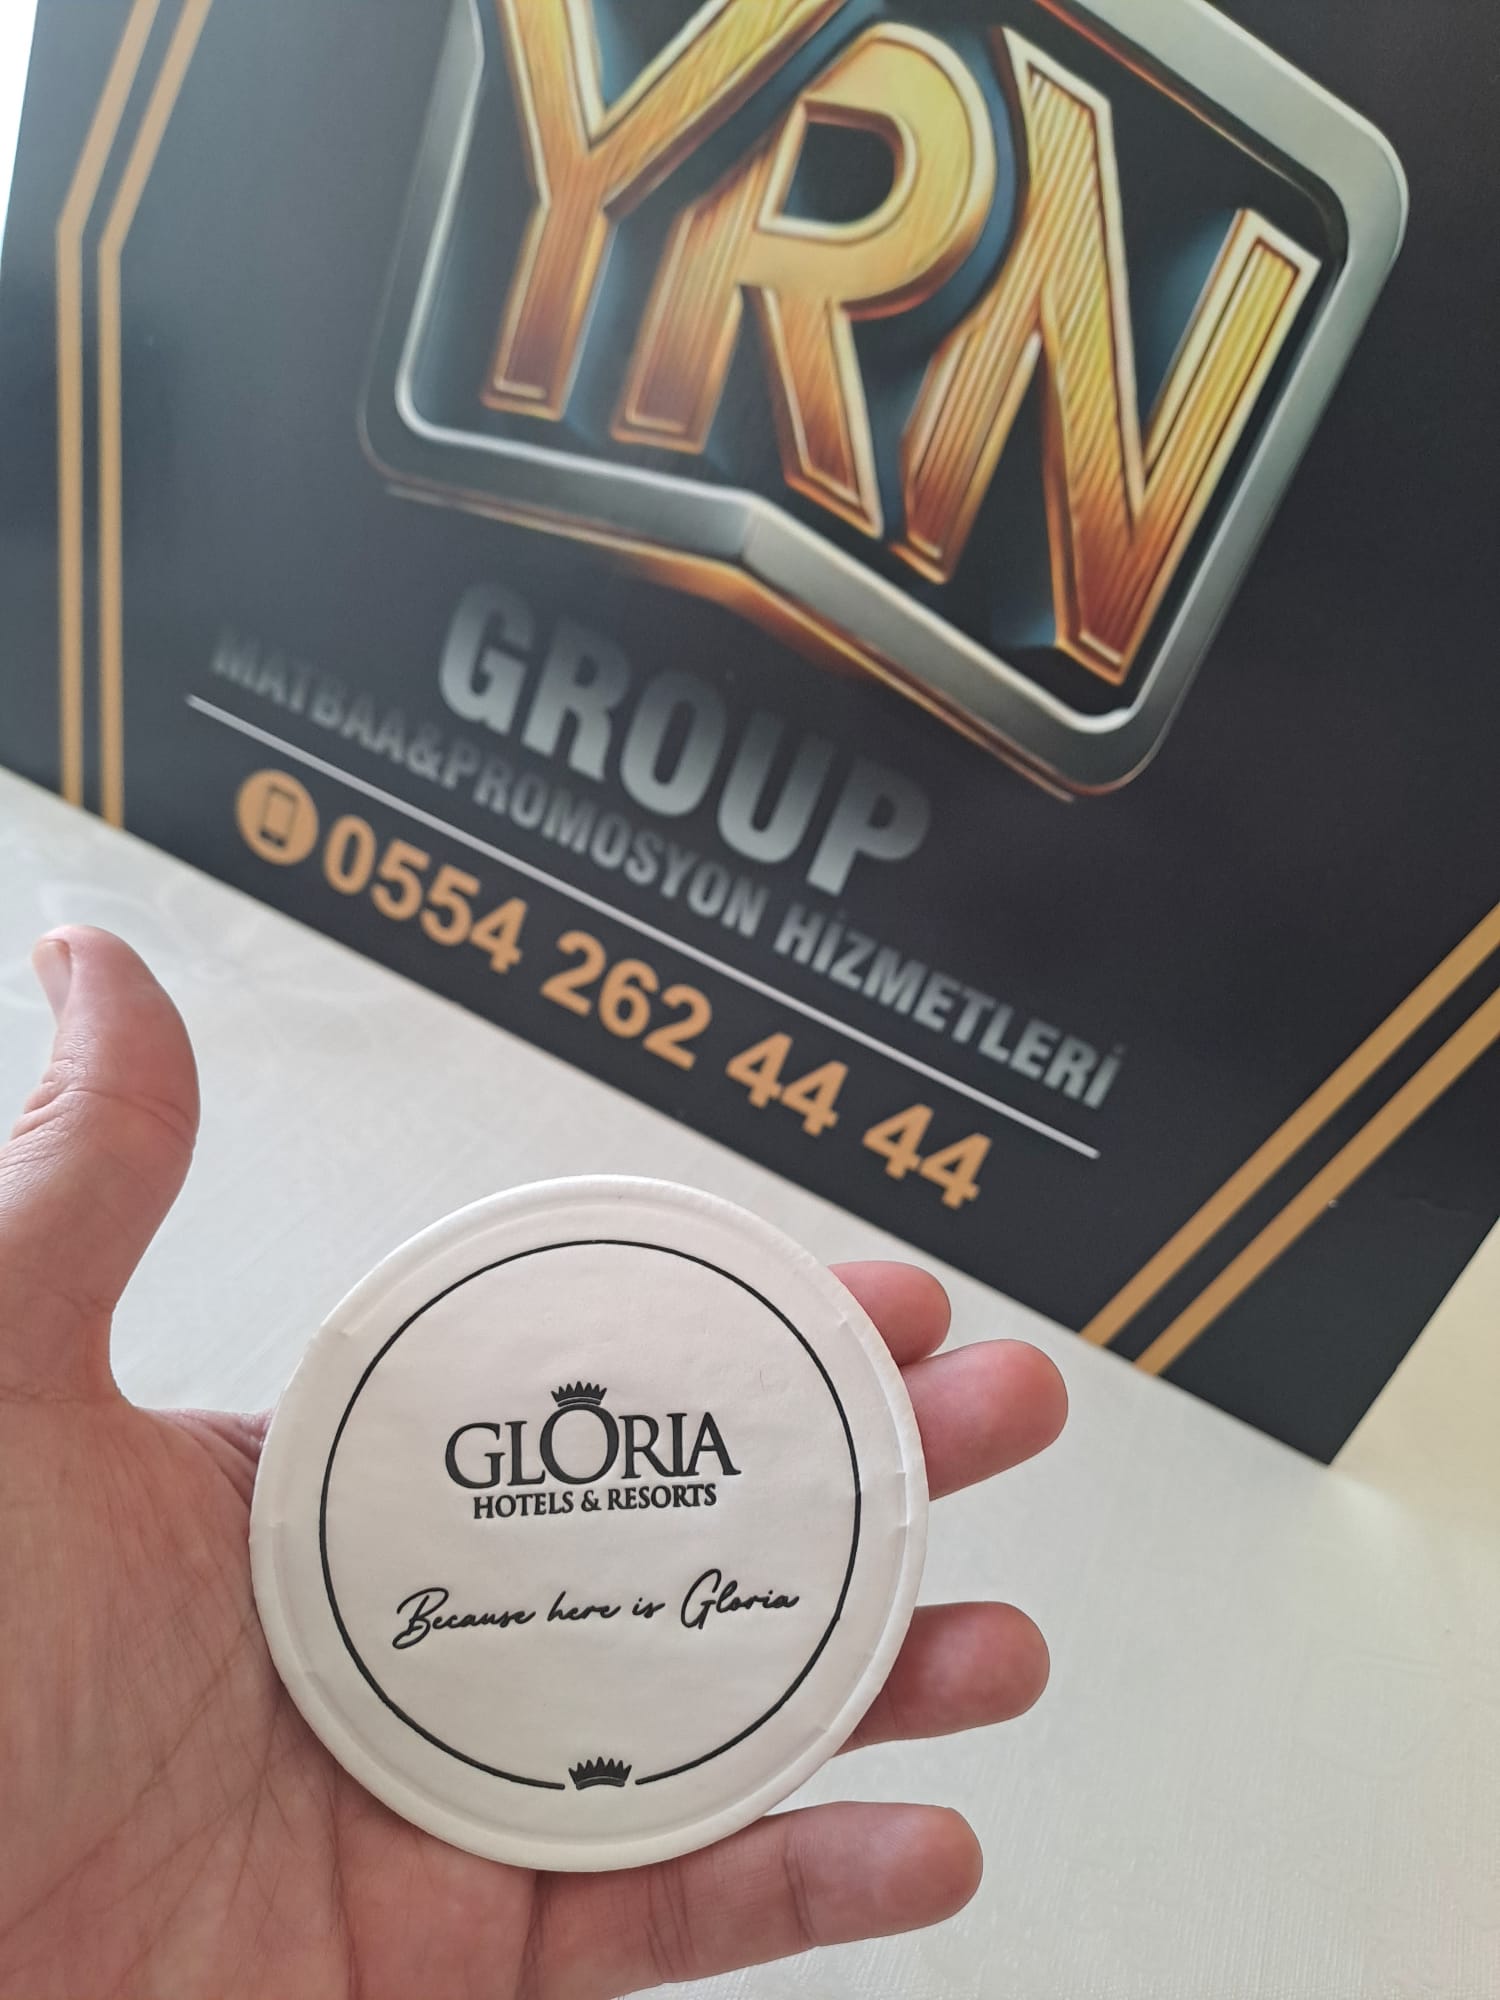 YRN
GROUP
MATBAA&PROMOSYON HİZMETLERİ
0554 262 44 44
GLORIA
HOTELS & RESORTS
Because here is Gloria